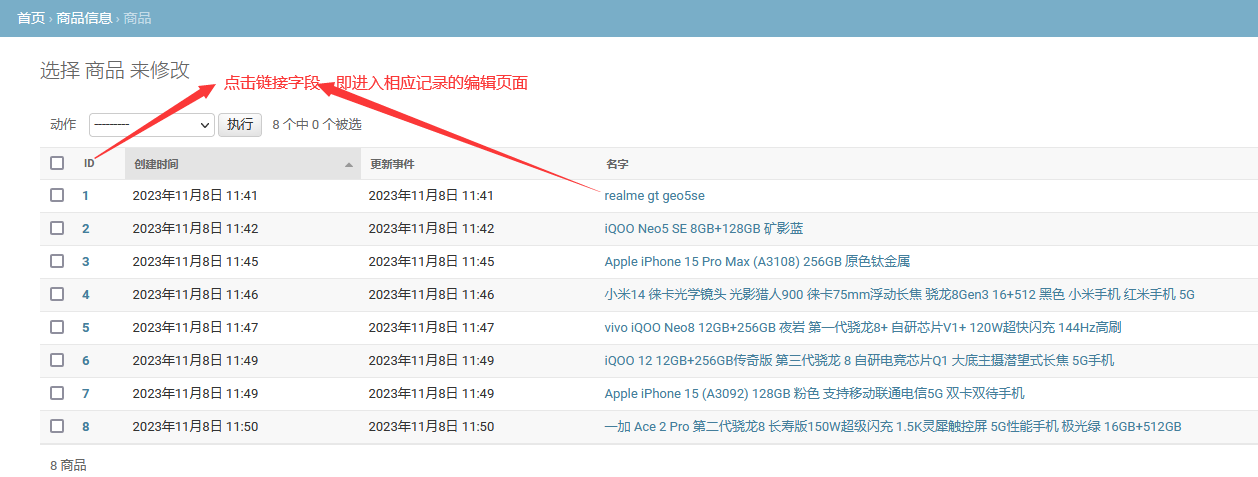 首页 › 商品信息 › 商品
选择 商品 来修改
点击链接字段，即进入相应记录的编辑页面
动作 --------- 执行 8 个中 0 个被选
ID 创建时间 更新事件 名字
1 2023年11月8日 11:41 2023年11月8日 11:41 realme gt geo5se
2 2023年11月8日 11:42 2023年11月8日 11:42 iQOO Neo5 SE 8GB+128GB 矿影蓝
3 2023年11月8日 11:45 2023年11月8日 11:45 Apple iPhone 15 Pro Max (A3108) 256GB 原色钛金属
4 2023年11月8日 11:46 2023年11月8日 11:46 小米14 徕卡光学镜头 光影猎人900 徕卡75mm浮动长焦 骁龙8Gen3 16+512 黑色 小米手机 红米手机 5G
5 2023年11月8日 11:47 2023年11月8日 11:47 vivo iQOO Neo8 12GB+256GB 夜岩 第一代骁龙8+ 自研芯片V1+ 120W超快闪充 144Hz高刷
6 2023年11月8日 11:49 2023年11月8日 11:49 iQOO 12 12GB+256GB传奇版 第三代骁龙 8 自研电竞芯片Q1 大底主摄潜望式长焦 5G手机
7 2023年11月8日 11:49 2023年11月8日 11:49 Apple iPhone 15 (A3092) 128GB 粉色 支持移动联通电信5G 双卡双待手机
8 2023年11月8日 11:50 2023年11月8日 11:50 一加 Ace 2 Pro 第二代骁龙8 长寿版150W超级闪充 1.5K灵犀触控屏 5G性能手机 极光绿 16GB+512GB
8 商品